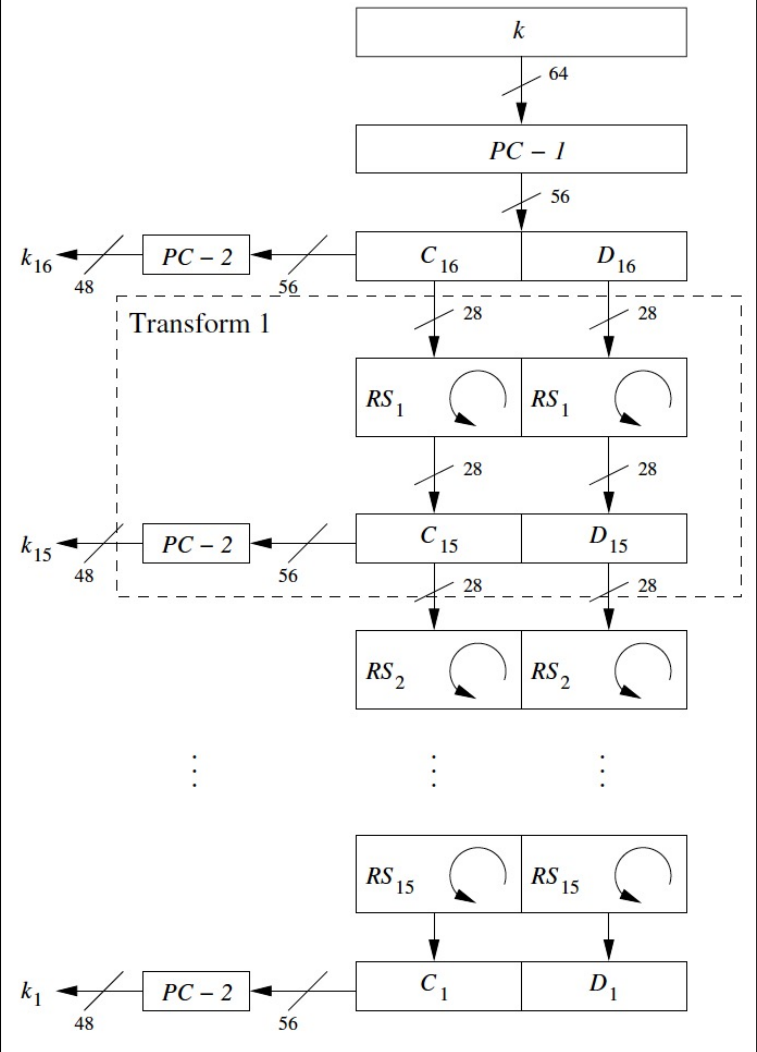 k
64
PC – 1
56
k16 PC – 2 C16 D16
48 56
Transform 1 28 28
RS1 RS1
28 28
k15 PC – 2 C15 D15
48 56 28 28
RS2 RS2
⋮ ⋮ ⋮
RS15 RS15
k1 PC – 2 C1 D1
48 56